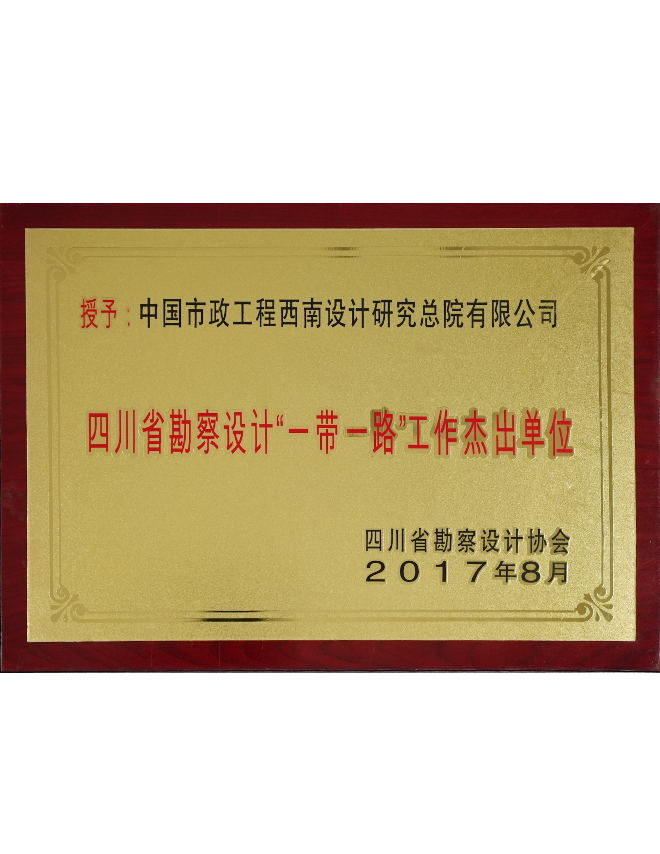 授予：中国市政工程西南设计研究总院有限公司
四川省勘察设计“一带一路”工作杰出单位
四川省勘察设计协会
2017年8月